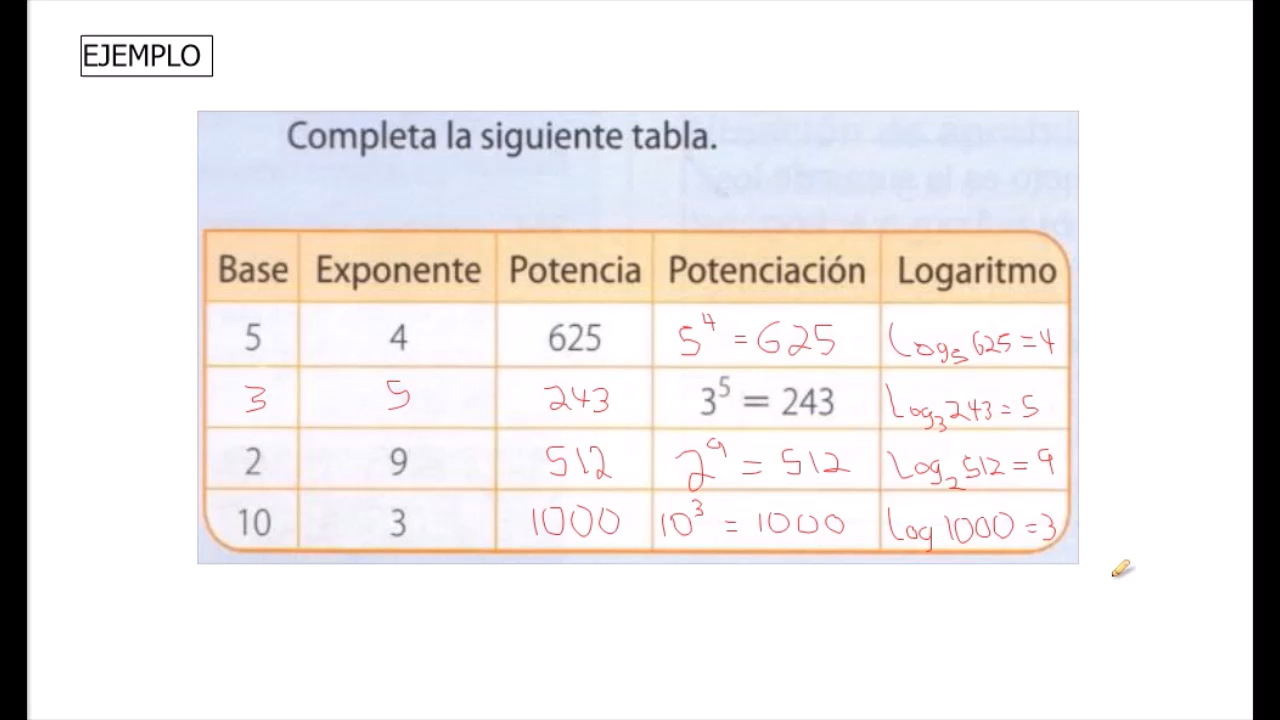 EJEMPLO
Completa la siguiente tabla.
Base Exponente Potencia Potenciación Logaritmo
5 4 625 5⁴ = 625 Log₅ 625 = 4
3 5 243 3⁵ = 243 Log₃ 243 = 5
2 9 512 2⁹ = 512 Log₂ 512 = 9
10 3 1000 10³ = 1000 Log 1000 = 3